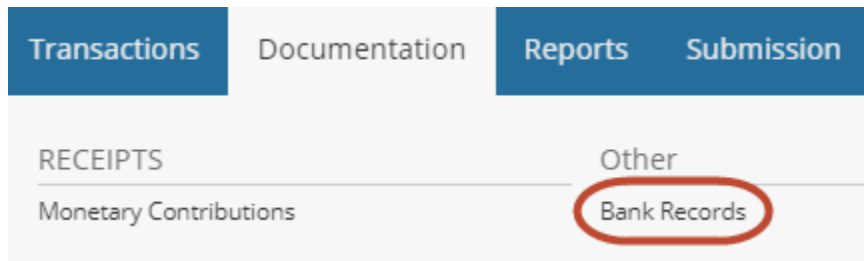 Transactions Documentation Reports Submission
RECEIPTS Other
Monetary Contributions Bank Records